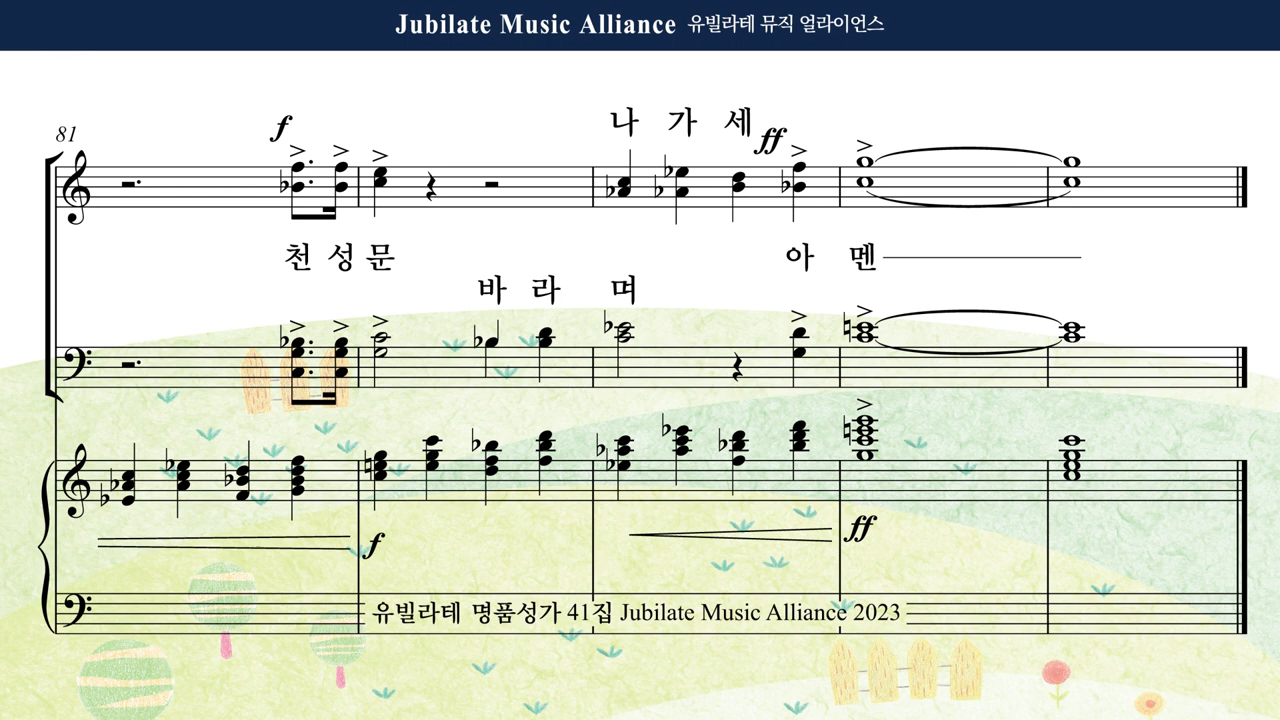 Jubilate Music Alliance 유빌라테 뮤직 얼라이언스
81
f
나 가 세
ff
천 성 문
아 멘
바 라 며
f
ff
유빌라테 명품성가 41집 Jubilate Music Alliance 2023